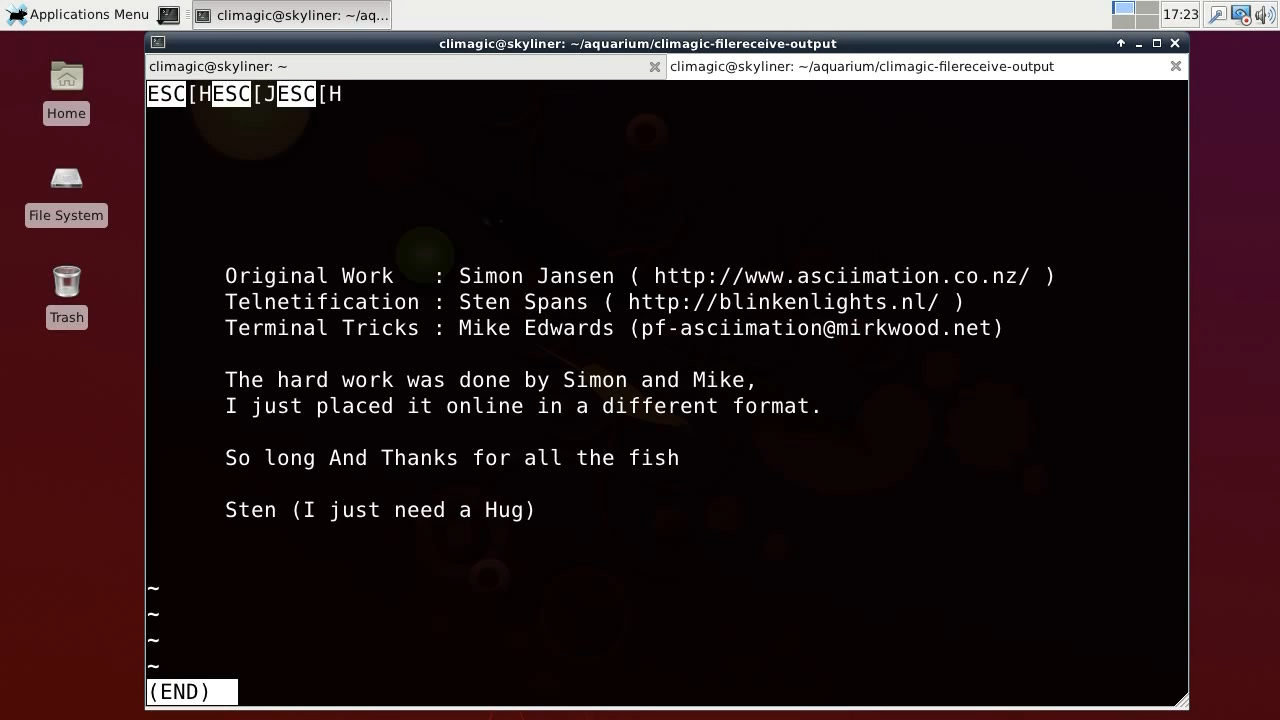 Applications Menu
climagic@skyliner: ~/aq...
17:23
climagic@skyliner: ~/aquarium/climagic-filereceive-output
climagic@skyliner: ~
climagic@skyliner: ~/aquarium/climagic-filereceive-output
Home
File System
Trash
ESC[HESC[JESC[H
Original Work   : Simon Jansen ( http://www.asciimation.co.nz/ )
Telnetification : Sten Spans ( http://blinkenlights.nl/ )
Terminal Tricks : Mike Edwards (pf-asciimation@mirkwood.net)
The hard work was done by Simon and Mike,
I just placed it online in a different format.
So long And Thanks for all the fish
Sten (I just need a Hug)
~
~
~
~
(END)